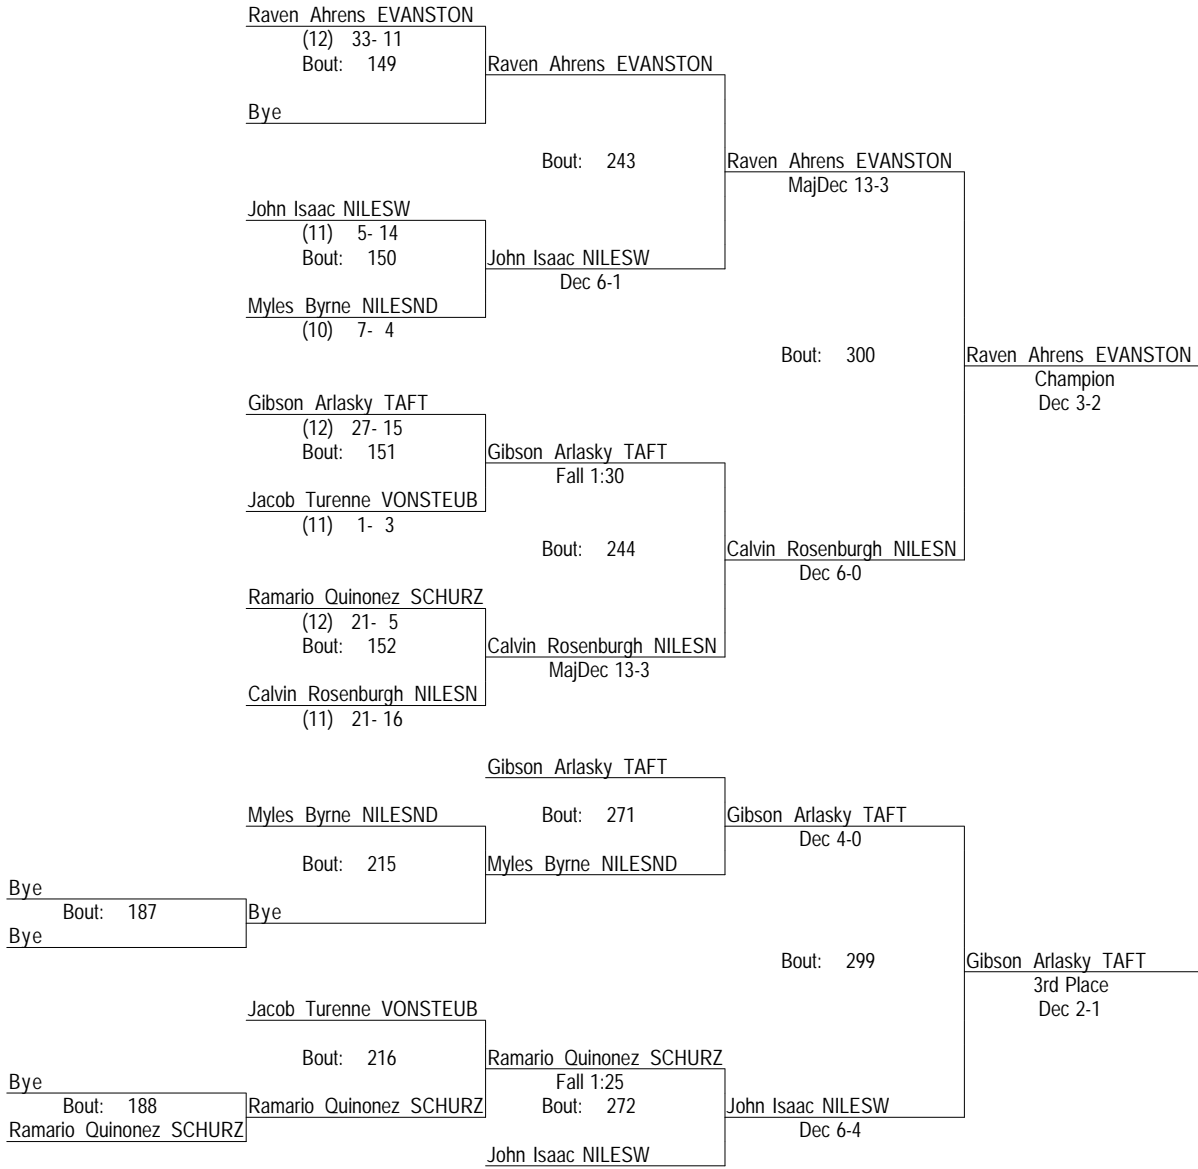 Raven Ahrens EVANSTON
(12) 33- 11
Bout: 149
Raven Ahrens EVANSTON
Bye
Bout: 243
Raven Ahrens EVANSTON
MajDec 13-3
John Isaac NILESW
(11) 5- 14
Bout: 150
John Isaac NILESW
Dec 6-1
Myles Byrne NILESND
(10) 7- 4
Bout: 300
Raven Ahrens EVANSTON
Champion
Dec 3-2
Gibson Arlasky TAFT
(12) 27- 15
Bout: 151
Gibson Arlasky TAFT
Fall 1:30
Jacob Turenne VONSTEUB
(11) 1- 3
Bout: 244
Calvin Rosenburgh NILESN
Dec 6-0
Ramario Quinonez SCHURZ
(12) 21- 5
Bout: 152
Calvin Rosenburgh NILESN
MajDec 13-3
Calvin Rosenburgh NILESN
(11) 21- 16
Gibson Arlasky TAFT
Myles Byrne NILESND
Bout: 271
Gibson Arlasky TAFT
Dec 4-0
Bout: 215
Myles Byrne NILESND
Bye
Bout: 187
Bye
Bye
Bout: 299
Gibson Arlasky TAFT
3rd Place
Dec 2-1
Jacob Turenne VONSTEUB
Bout: 216
Ramario Quinonez SCHURZ
Fall 1:25
Bye
Bout: 188
Ramario Quinonez SCHURZ
Bout: 272
John Isaac NILESW
Dec 6-4
Ramario Quinonez SCHURZ
John Isaac NILESW